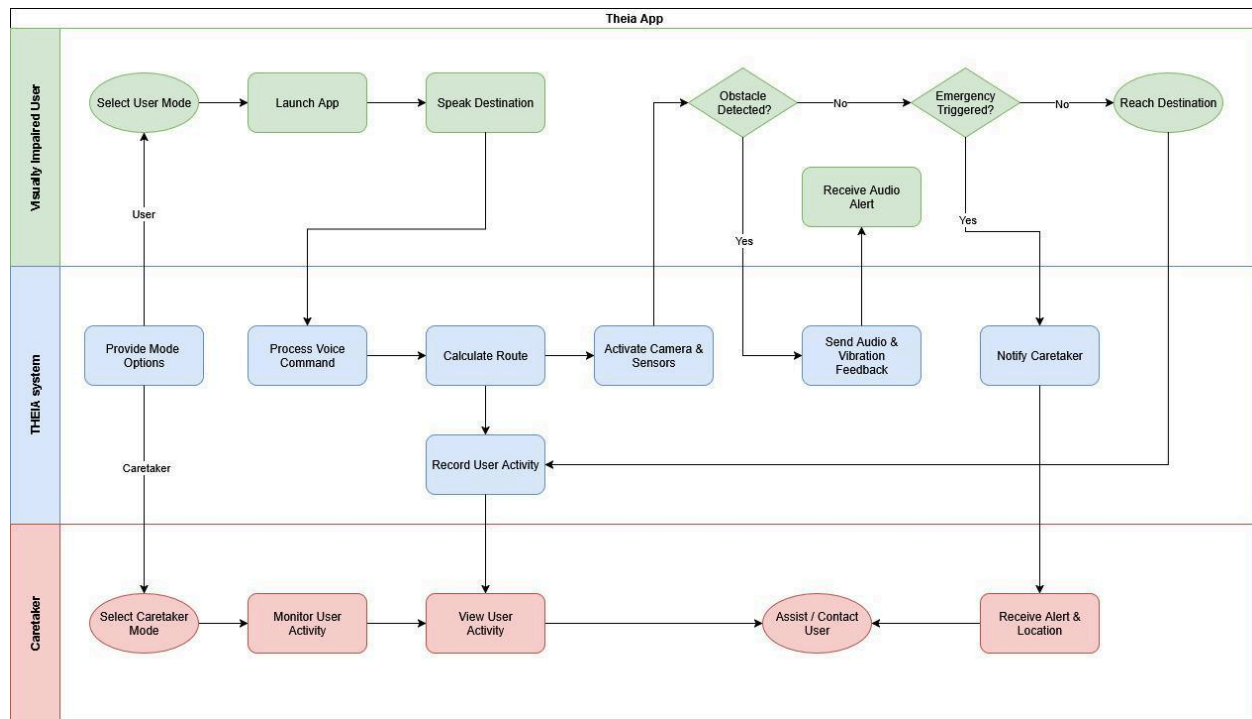 Theia App
Visually Impaired User
Select User Mode
Launch App
Speak Destination
Obstacle
Detected?
No
Emergency
Triggered?
No
Reach Destination
Receive Audio
Alert
User
Yes
Yes
THEIA system
Provide Mode
Options
Process Voice
Command
Calculate Route
Activate Camera &
Sensors
Send Audio &
Vibration
Feedback
Notify Caretaker
Record User Activity
Caretaker
Caretaker
Select Caretaker
Mode
Monitor User
Activity
View User
Activity
Assist / Contact
User
Receive Alert &
Location